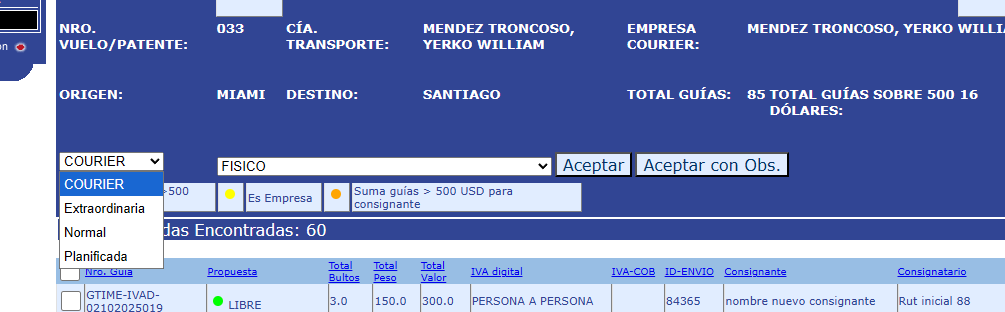 NRO. 033 CÍA. MENDEZ TRONCOSO, EMPRESA MENDEZ TRONCOSO, YERKO
VUELO/PATENTE: TRANSPORTE: YERKO WILLIAM COURIER:
ORIGEN: MIAMI DESTINO: SANTIAGO TOTAL GUÍAS: 85 TOTAL GUÍAS SOBRE 500 16
DÓLARES:
COURIER FISICO Aceptar Aceptar con Obs.
COURIER
Extraordinaria
Normal
Planificada
>500 Es Empresa Suma guías > 500 USD para
consignante
das Encontradas: 60
Nro. Guía Propuesta Total Bultos Total Peso Total Valor IVA digital IVA-COB ID-ENVIO Consignante Consignatario
GTIME-IVAD-
02102025019 LIBRE 3.0 150.0 300.0 PERSONA A PERSONA 84365 nombre nuevo consignante Rut inicial 88